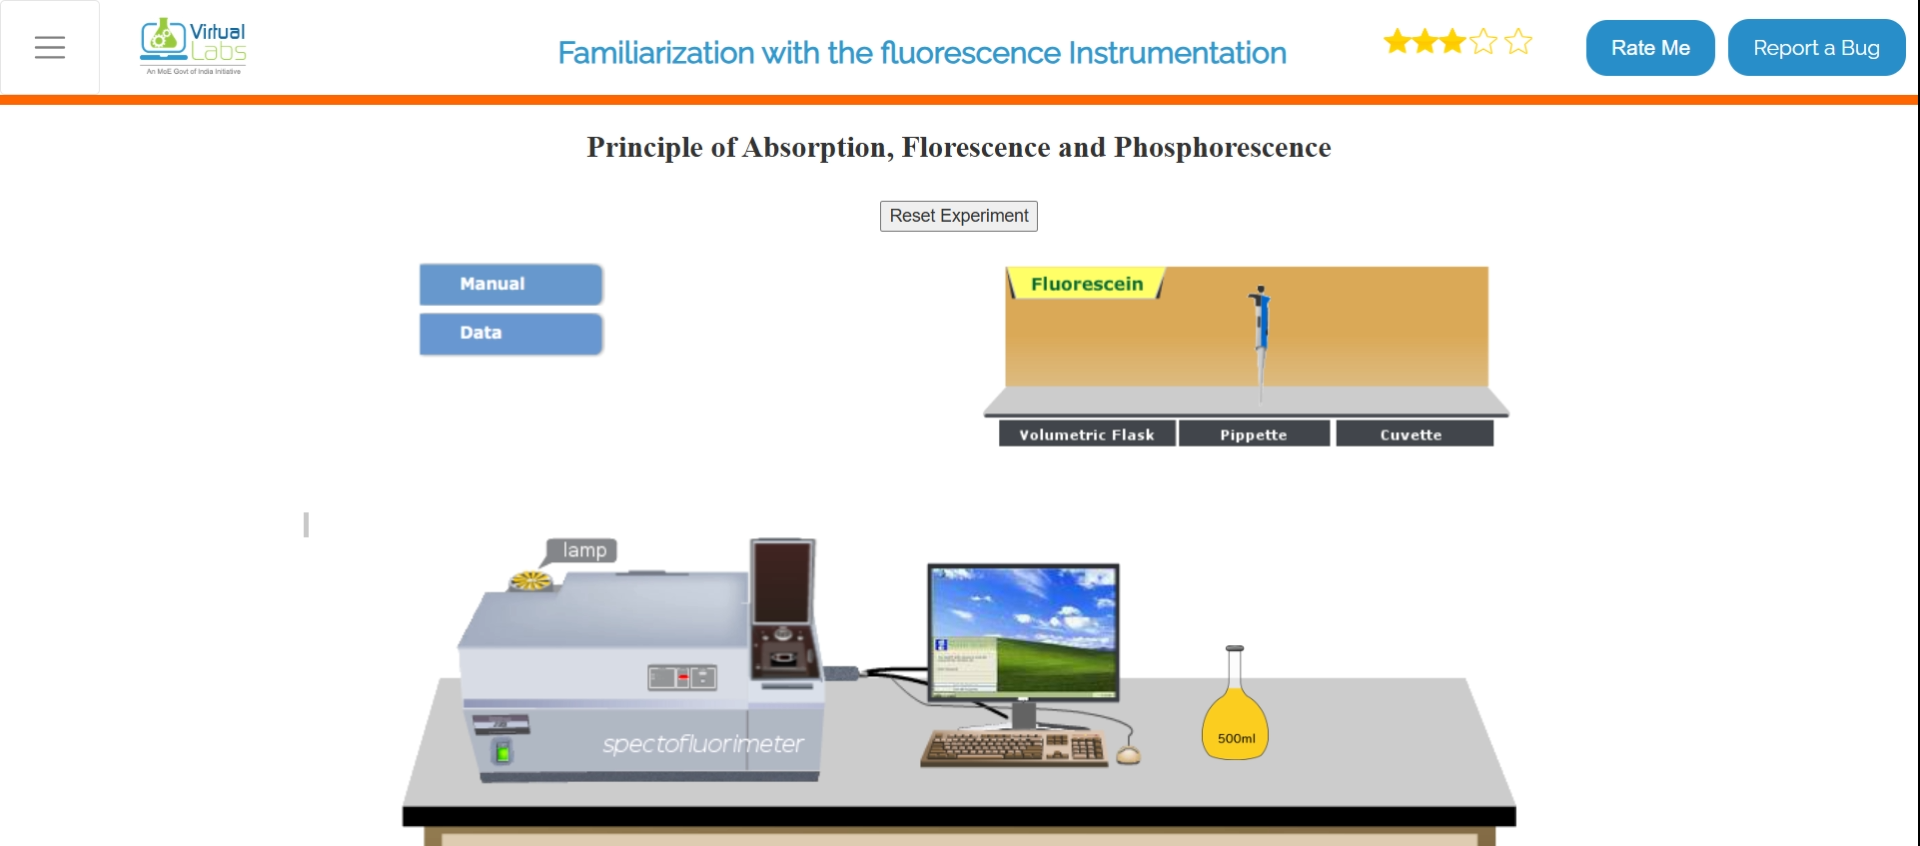 Virtual
Labs
An MoE Govt of India Initiative
Familiarization with the fluorescence Instrumentation
Rate Me
Report a Bug
Principle of Absorption, Florescence and Phosphorescence
Reset Experiment
Manual
Data
Fluorescein
Volumetric Flask
Pippette
Cuvette
lamp
spectofluorimeter
500ml